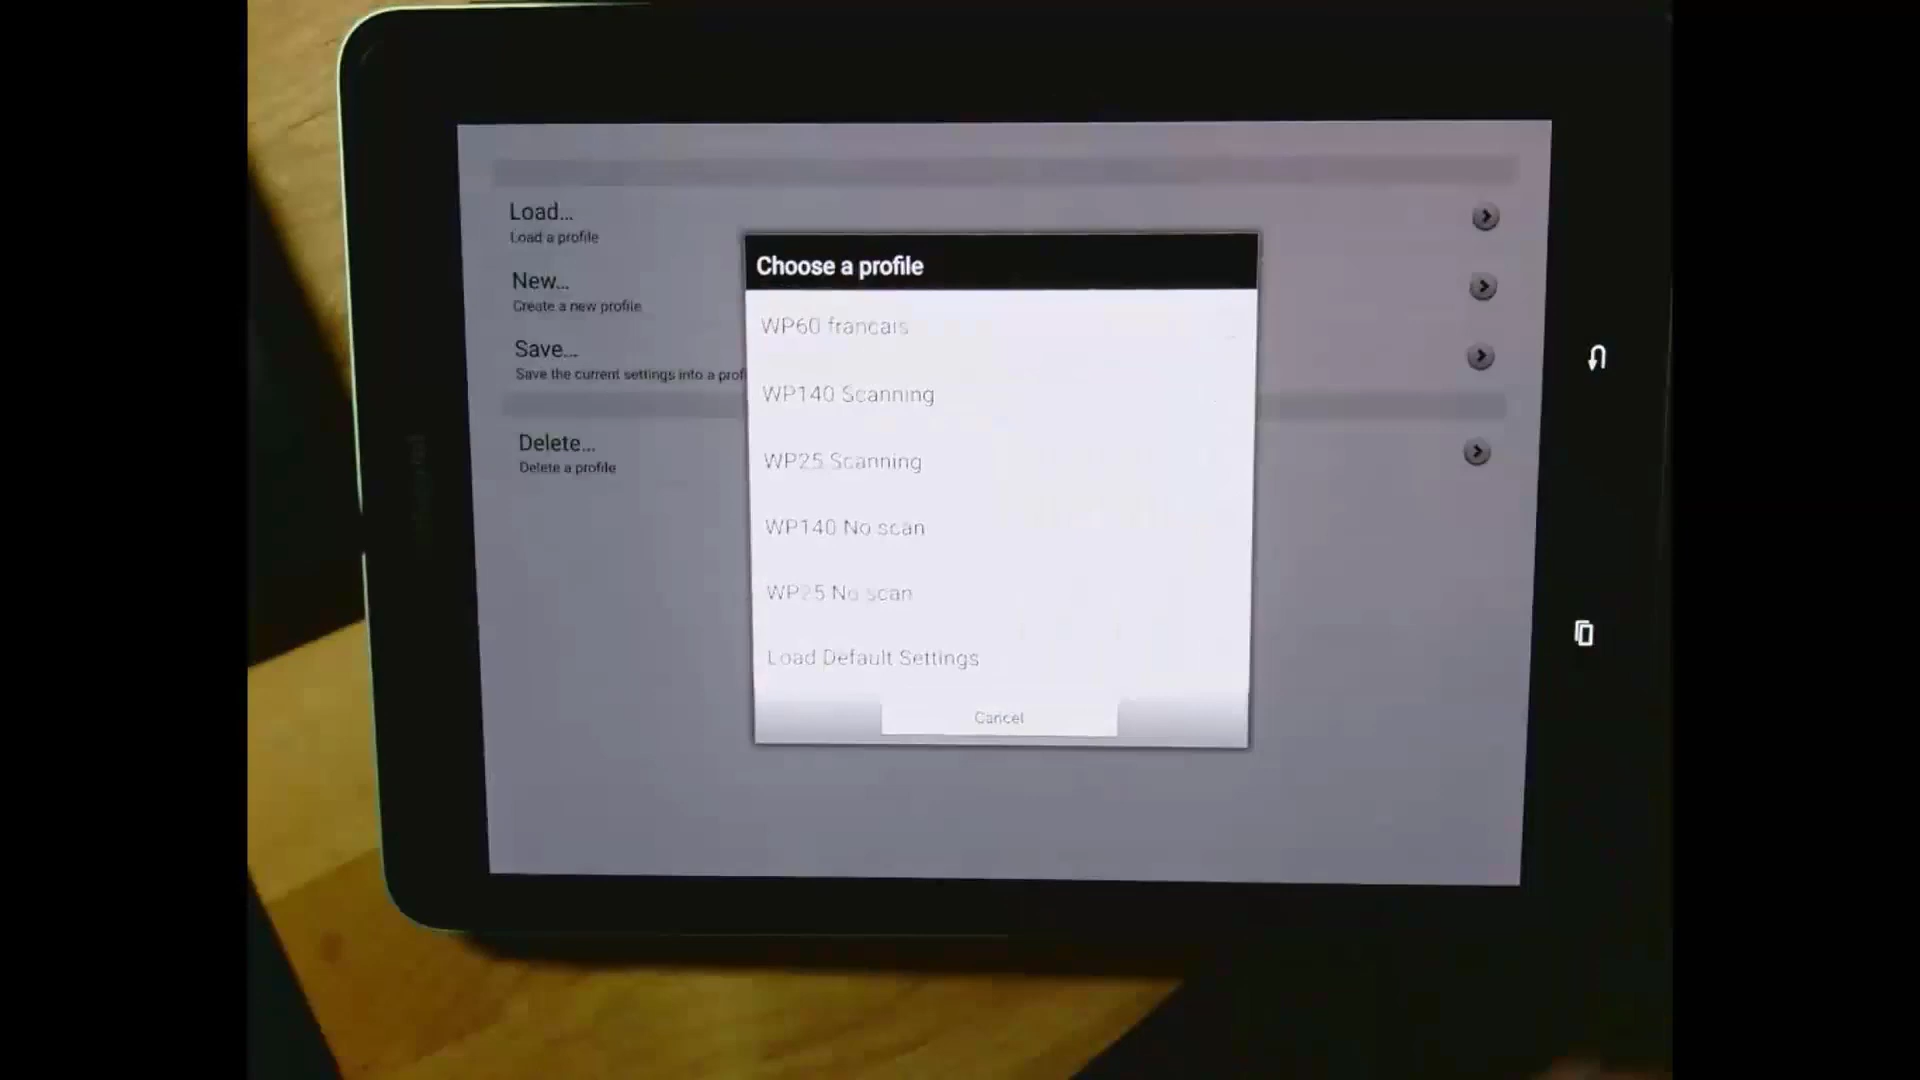 Load...
Load a profile
New...
Create a new profile
Save...
Save the current settings into a
Delete...
Delete a profile
Choose a profile
WP60 francais
WP140 Scanning
WP25 Scanning
WP140 No scan
WP25 No scan
Load Default Settings
Cancel